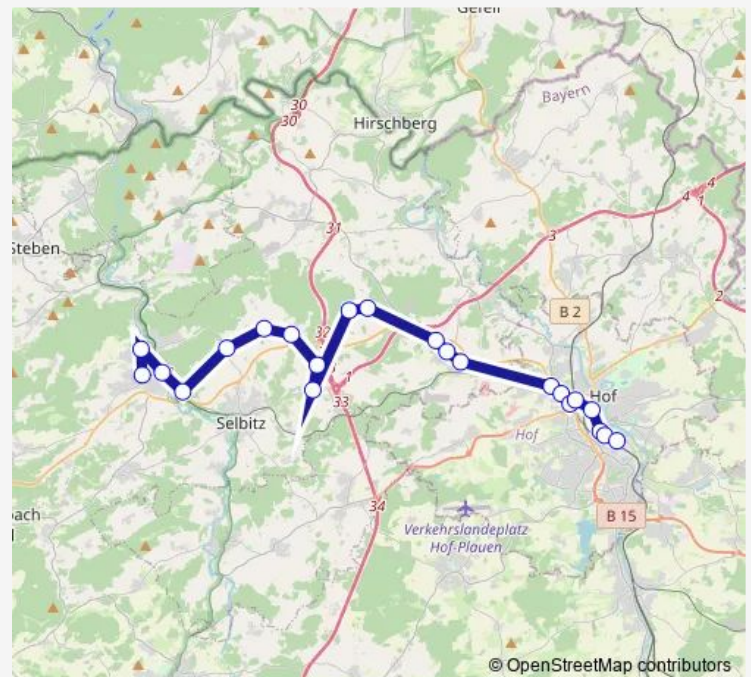 Gefell
30
30
Hirschberg
Bayern
4
4
1
31
3
Steben
2
B 2
32
1
33
Hof
Selbitz
Hof
bach
34
B 15
Verkehrslandeplatz
Hof-Plauen
© OpenStreetMap contributors